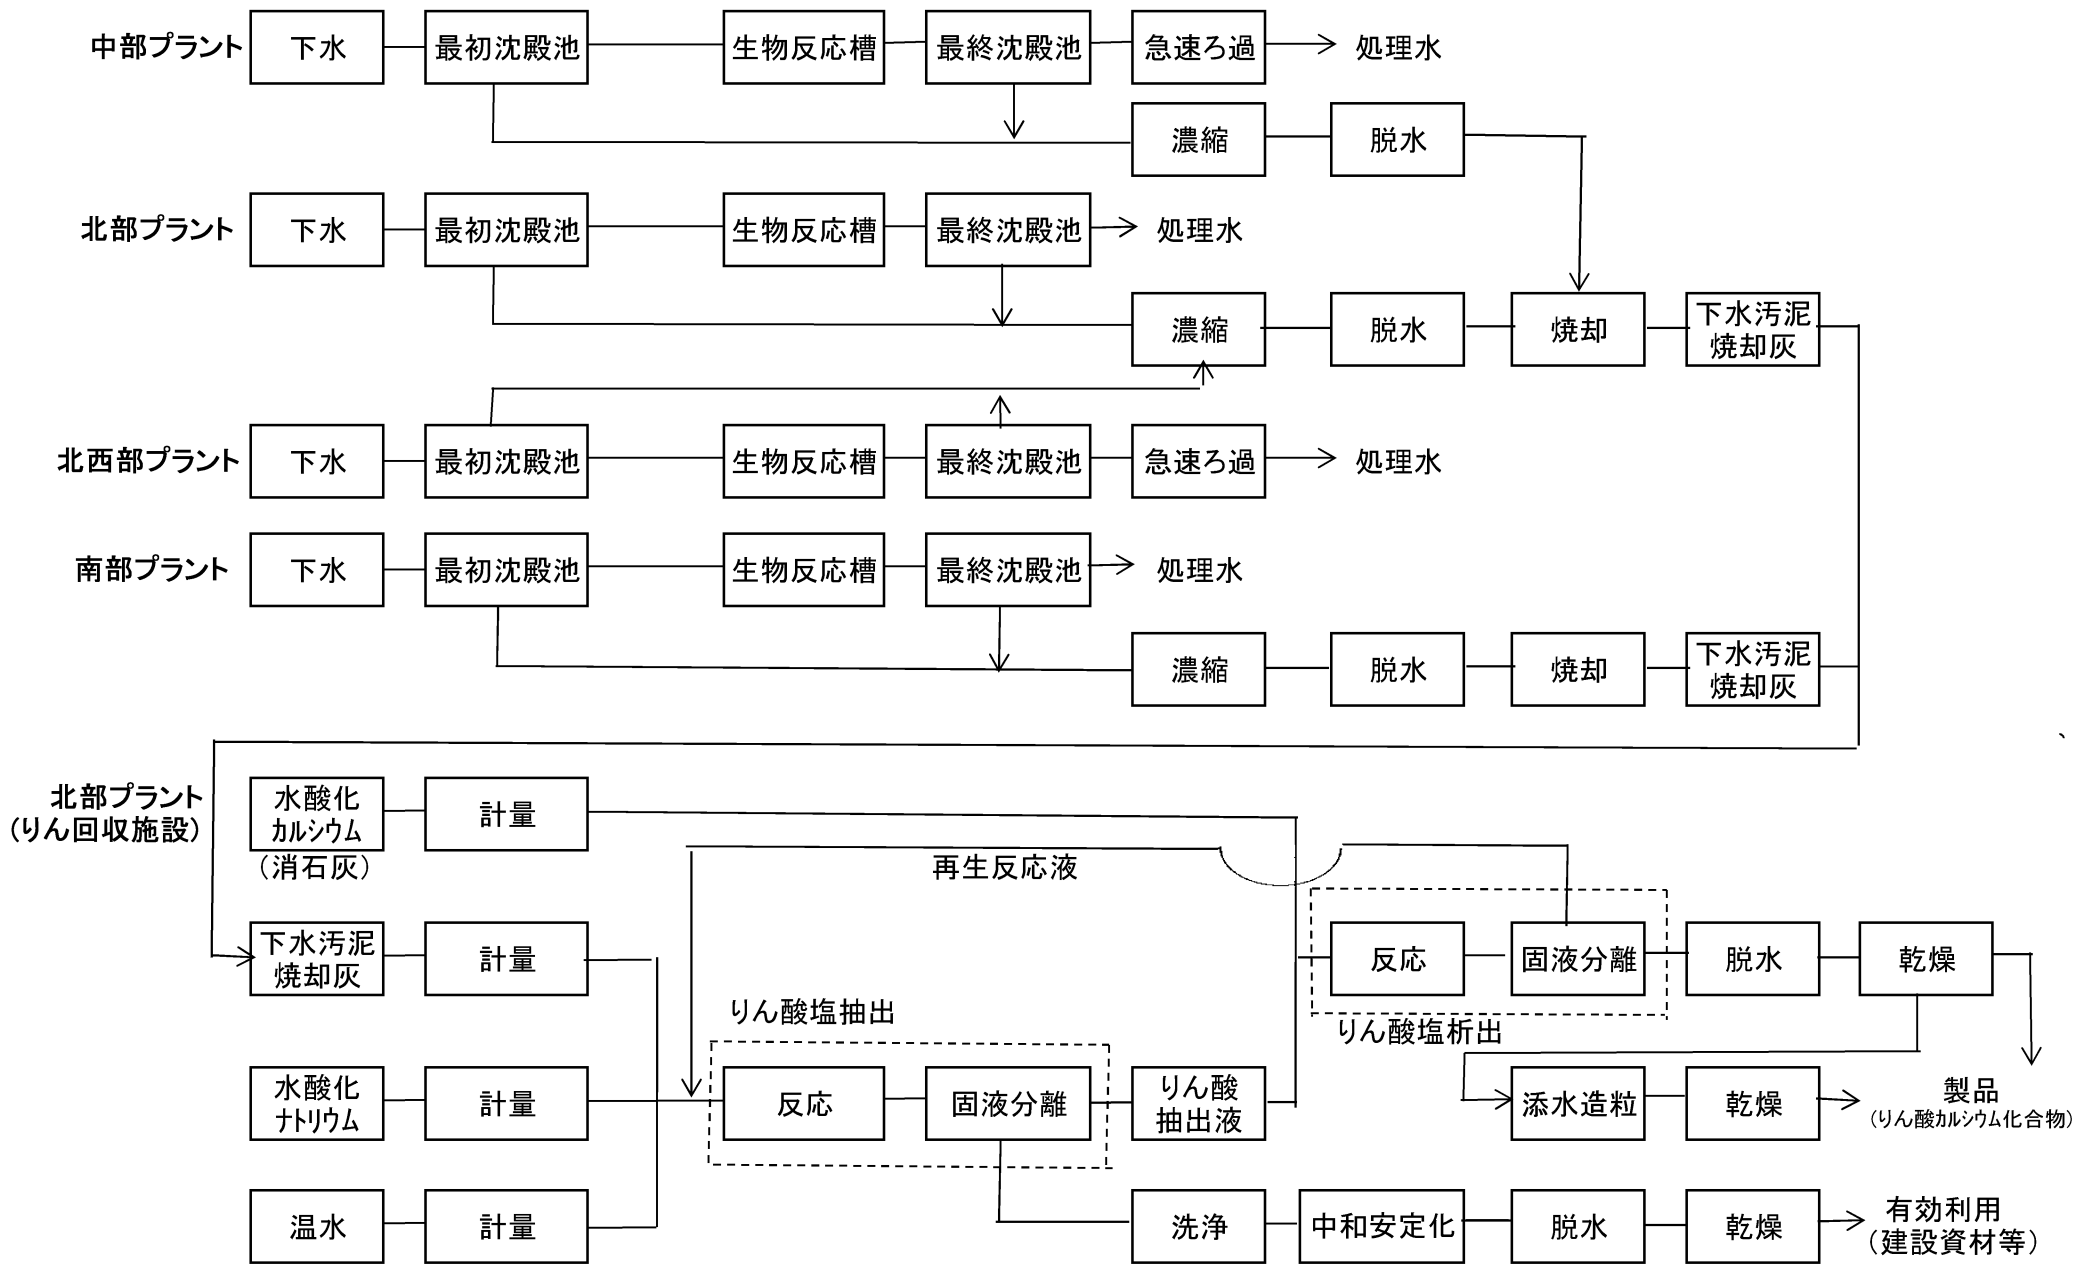 中部プラント 下水 最初沈殿池 生物反応槽 最終沈殿池 急速ろ過 処理水
濃縮 脱水
北部プラント 下水 最初沈殿池 生物反応槽 最終沈殿池 処理水
濃縮 脱水 焼却 下水汚泥
焼却灰
北西部プラント 下水 最初沈殿池 生物反応槽 最終沈殿池 急速ろ過 処理水
南部プラント 下水 最初沈殿池 生物反応槽 最終沈殿池 処理水
濃縮 脱水 焼却 下水汚泥
焼却灰
、
北部プラント
(りん回収施設)
水酸化
カルシウム
計量
(消石灰)
再生反応液
下水汚泥
焼却灰
計量
反応 固液分離 脱水 乾燥
りん酸塩抽出
りん酸塩析出
水酸化
ナトリウム
計量
反応 固液分離
りん酸
抽出液
添水造粒 乾燥
製品
(りん酸カルシウム化合物)
温水 計量
洗浄 中和安定化 脱水 乾燥
有効利用
(建設資材等)